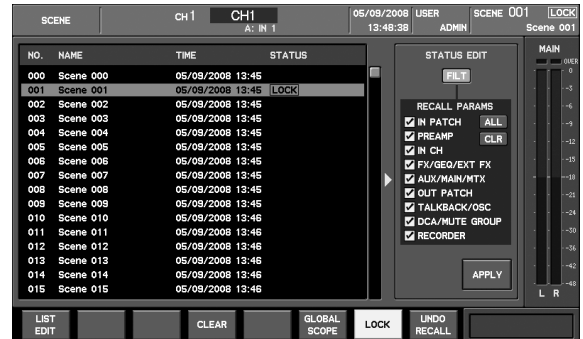 SCENE CH 1 CH1 A: IN 1 05/09/2008 13:48:38 USER ADMIN SCENE 001 LOCK Scene 001
NO. NAME TIME STATUS
000 Scene 000 05/09/2008 13:45
001 Scene 001 05/09/2008 13:45 LOCK
002 Scene 002 05/09/2008 13:45
003 Scene 003 05/09/2008 13:45
004 Scene 004 05/09/2008 13:45
005 Scene 005 05/09/2008 13:45
006 Scene 006 05/09/2008 13:45
007 Scene 007 05/09/2008 13:45
008 Scene 008 05/09/2008 13:45
009 Scene 009 05/09/2008 13:45
010 Scene 010 05/09/2008 13:46
011 Scene 011 05/09/2008 13:46
012 Scene 012 05/09/2008 13:46
013 Scene 013 05/09/2008 13:46
014 Scene 014 05/09/2008 13:46
015 Scene 015 05/09/2008 13:46
STATUS EDIT
FILT
RECALL PARAMS
IN PATCH ALL
PREAMP CLR
IN CH
FX/GEQ/EXT FX
AUX/MAIN/MTX
OUT PATCH
TALKBACK/OSC
DCA/MUTE GROUP
RECORDER
APPLY
MAIN
OVER
0
-3
-6
-9
-12
-15
-18
-21
-24
-30
-36
-42
-48
L R
LIST EDIT
CLEAR
GLOBAL SCOPE
LOCK
UNDO RECALL